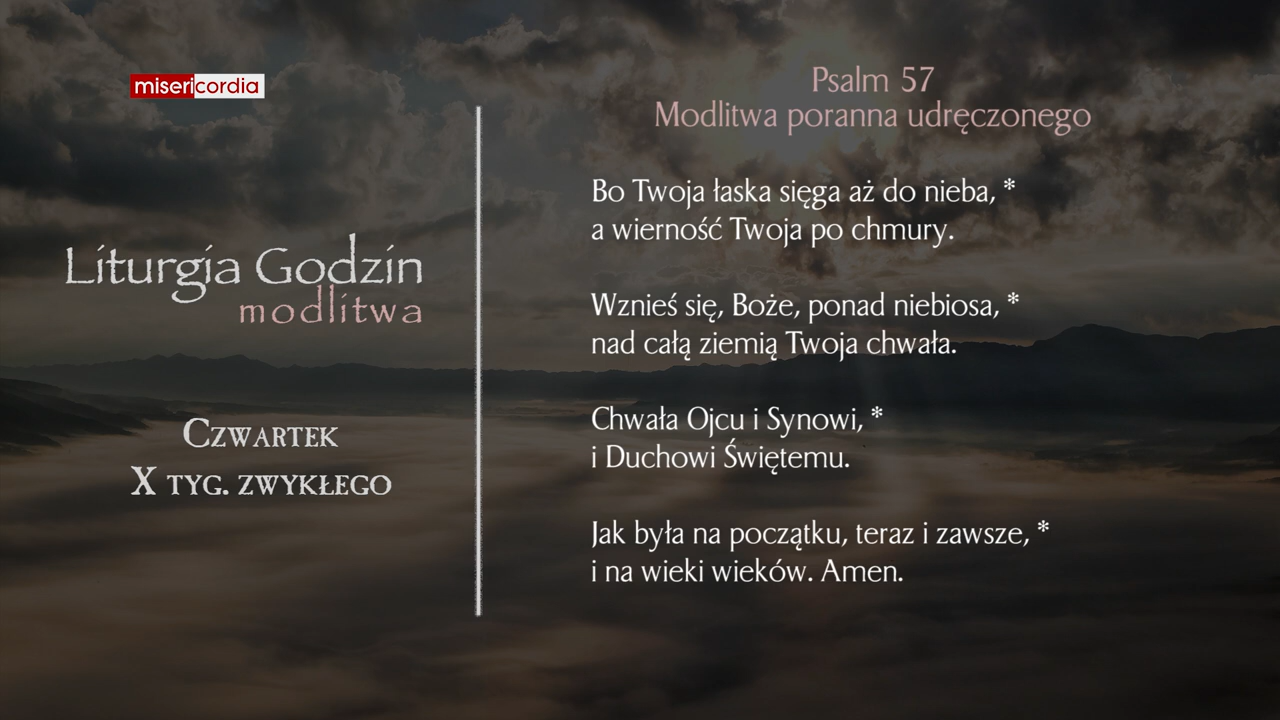 misericordia
Liturgia Godzin
modlitwa
Czwartek
X tyg. zwykłego
Psalm 57
Modlitwa poranna udręczonego
Bo Twoja łaska sięga aż do nieba, *
a wierność Twoja po chmury.
Wznieś się, Boże, ponad niebiosa, *
nad całą ziemią Twoja chwała.
Chwała Ojcu i Synowi, *
i Duchowi Świętemu.
Jak była na początku, teraz i zawsze, *
i na wieki wieków. Amen.